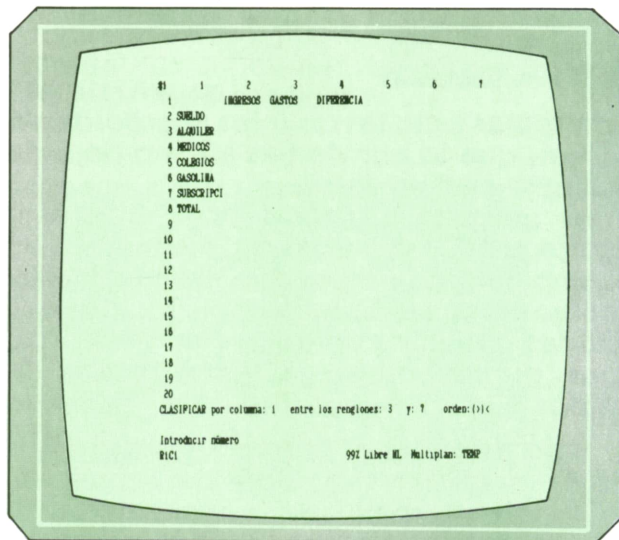 #1 1 2 3 4 5 6 7
1 INGRESOS GASTOS DIFERENCIA
2 SUELDO
3 ALQUILER
4 MEDICOS
5 COLEGIOS
6 GASOLINA
7 SUBSCRIPCI
8 TOTAL
9
10
11
12
13
14
15
16
17
18
19
20
CLASIFICAR por columna: 1 entre los renglones: 3 y: 7 orden:(>)<
Introducir número
R1C1 99% Libre ML Multiplan: TEMP